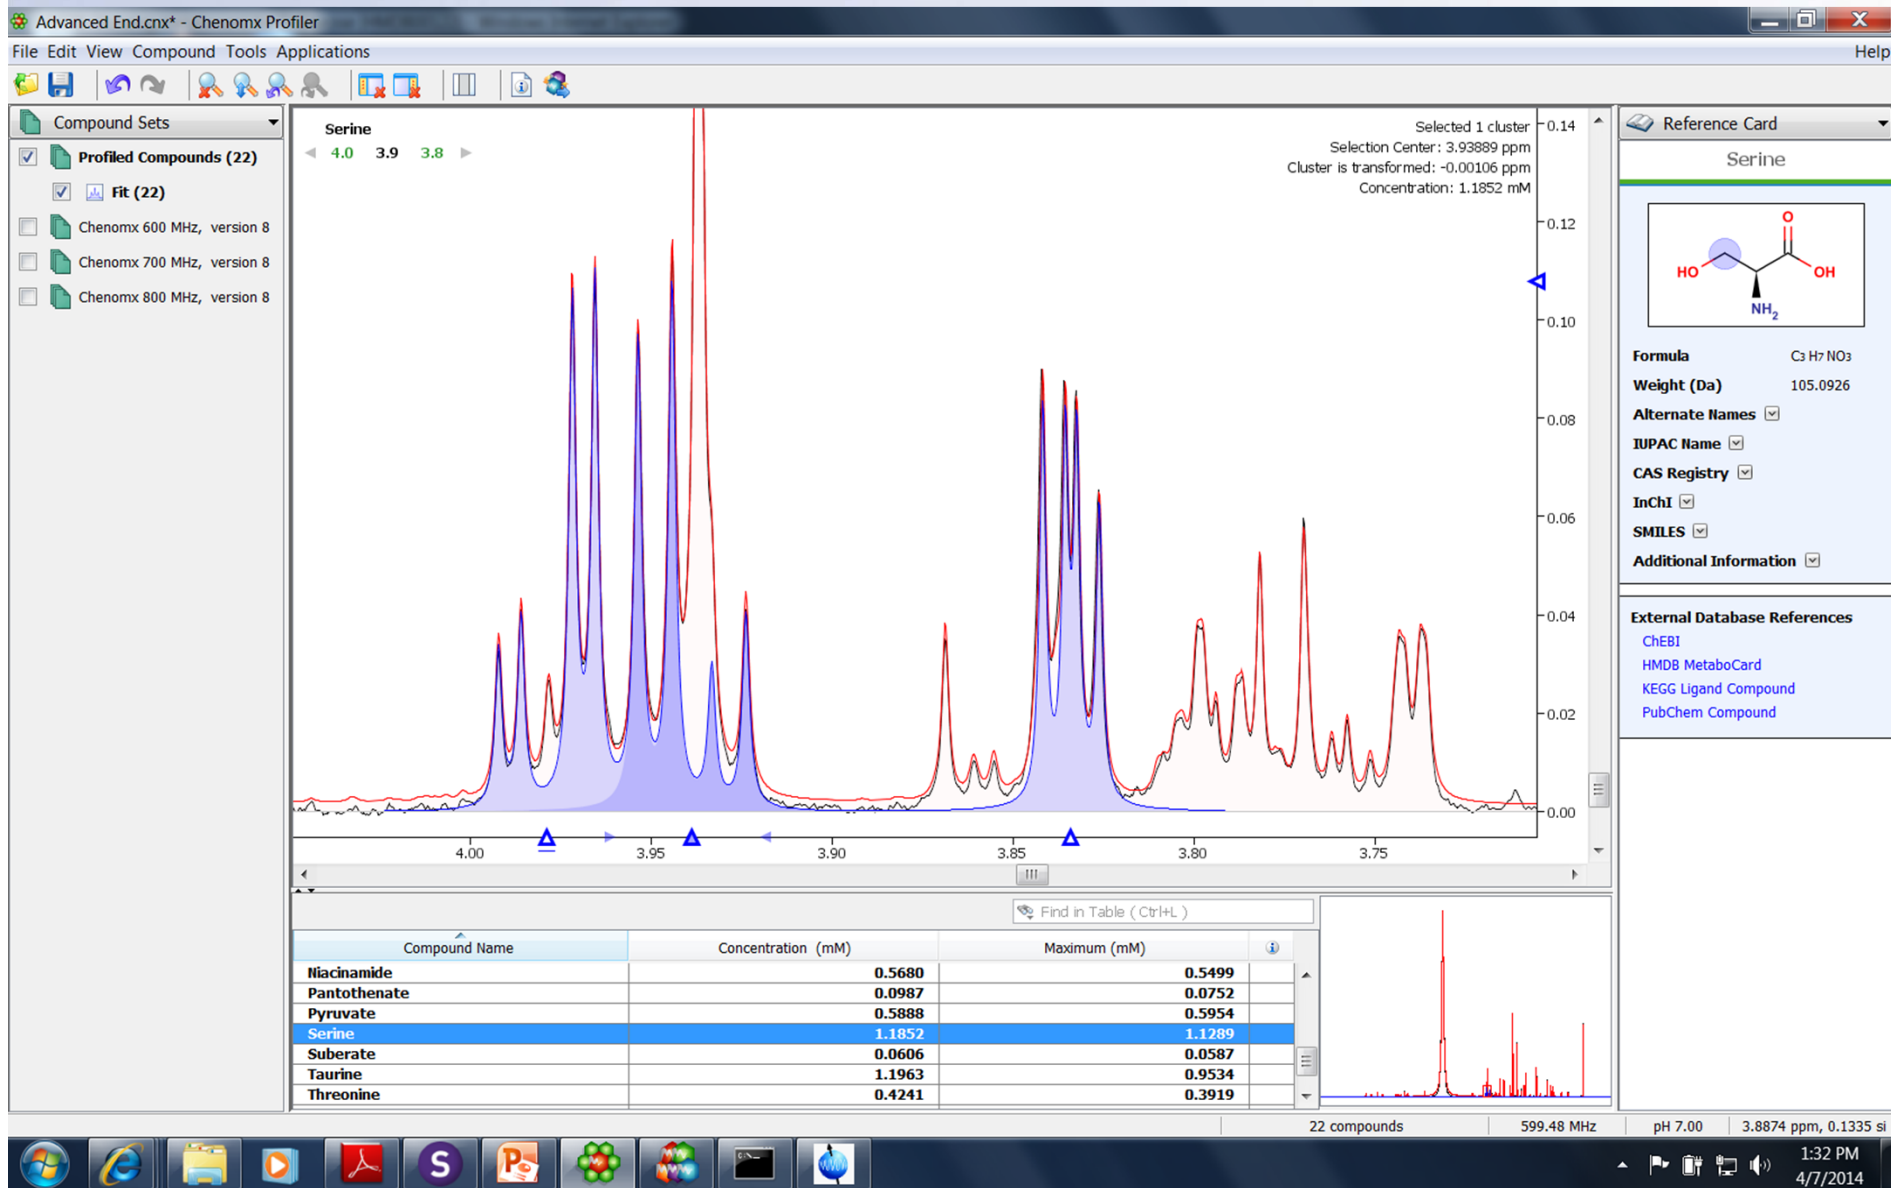 Advanced End.cnx* - Chenomx Profiler
File Edit View Compound Tools Applications
Help
Compound Sets
Profiled Compounds (22)
Fit (22)
Chenomx 600 MHz, version 8
Chenomx 700 MHz, version 8
Chenomx 800 MHz, version 8
Serine
4.0 3.9 3.8
Selected 1 cluster
Selection Center: 3.93889 ppm
Cluster is transformed: -0.00106 ppm
Concentration: 1.1852 mM
0.14
0.12
0.10
0.08
0.06
0.04
0.02
0.00
4.00 3.95 3.90 3.85 3.80 3.75
Reference Card
Serine
O
HO OH
NH2
Formula C3 H7 NO3
Weight (Da) 105.0926
Alternate Names
IUPAC Name
CAS Registry
InChI
SMILES
Additional Information
External Database References
ChEBI
HMDB MetaboCard
KEGG Ligand Compound
PubChem Compound
Find in Table ( Ctrl+L )
Compound Name Concentration (mM) Maximum (mM)
Niacinamide 0.5680 0.5499
Pantothenate 0.0987 0.0752
Pyruvate 0.5888 0.5954
Serine 1.1852 1.1289
Suberate 0.0606 0.0587
Taurine 1.1963 0.9534
Threonine 0.4241 0.3919
22 compounds 599.48 MHz pH 7.00 3.8874 ppm, 0.1335 si
S
1:32 PM
4/7/2014